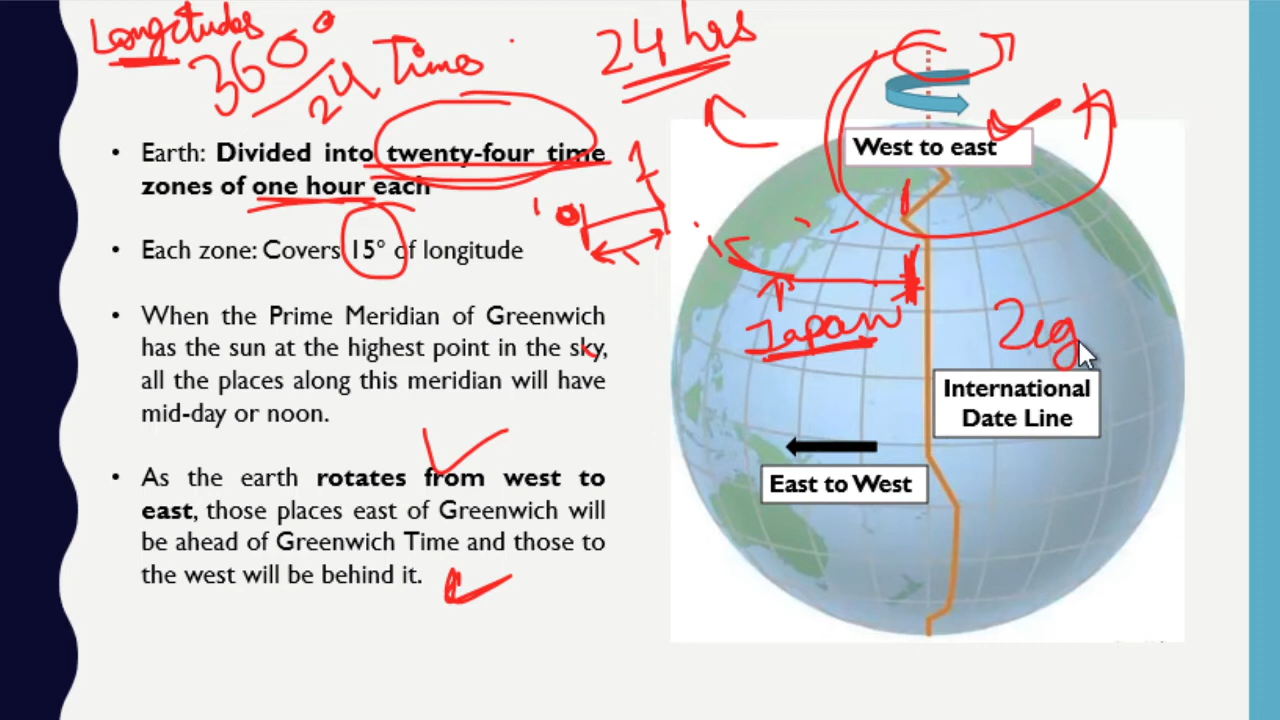 Longitudes
360°
24
Times
24 hrs
• Earth: Divided into twenty-four time
zones of one hour each
• Each zone: Covers 15° of longitude
• When the Prime Meridian of Greenwich
has the sun at the highest point in the sky,
all the places along this meridian will have
mid-day or noon.
• As the earth rotates from west to
east, those places east of Greenwich will
be ahead of Greenwich Time and those to
the west will be behind it.
West to east
Japan
International
Date Line
East to West